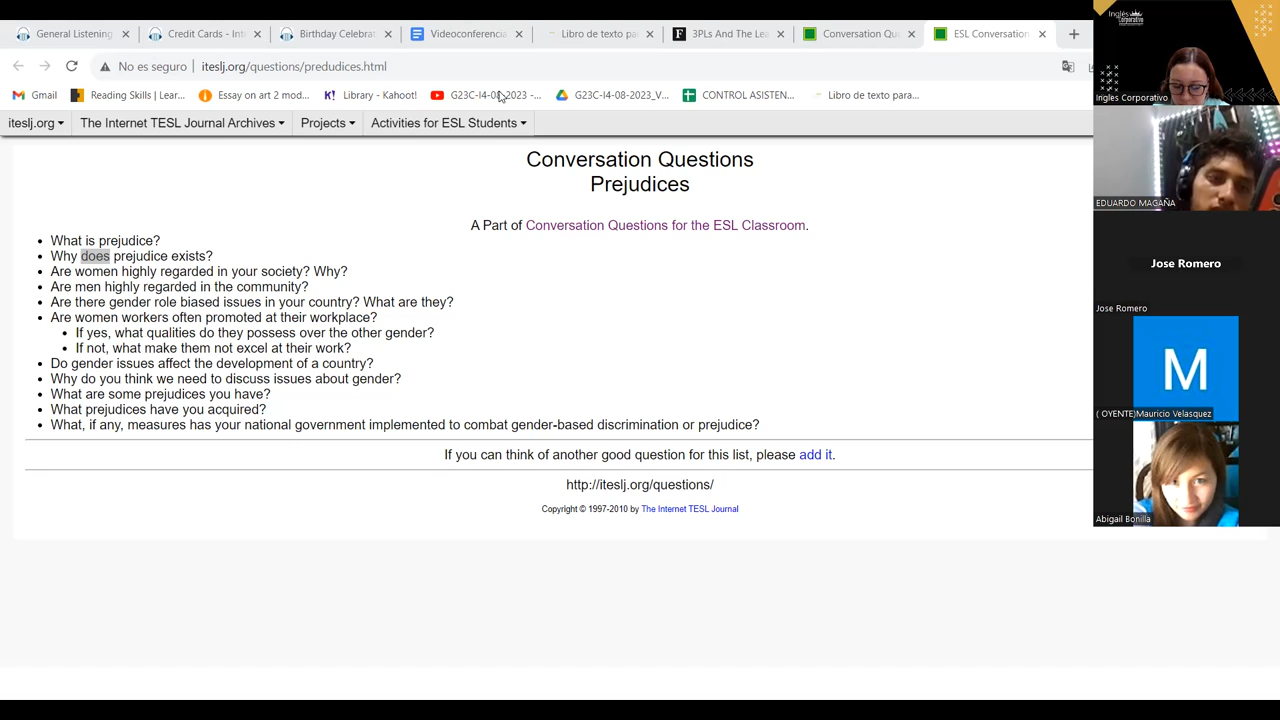 General Listening
Credit Cards - Int
Birthday Celebrat
Videoconferencia
Libro de texto pa
3PLs And The Lea
Conversation Qu
ESL Conversation
No es seguro
iteslj.org/questions/predudices.html
Gmail
Reading Skills | Lear...
Essay on art 2 mod...
Library - Kahoot!
G23C-I4-08-2023 -...
G23C-I4-08-2023_V...
CONTROL ASISTEN...
Libro de texto para...
iteslj.org
The Internet TESL Journal Archives
Projects
Activities for ESL Students
Conversation Questions
Prejudices
A Part of Conversation Questions for the ESL Classroom.
What is prejudice?
Why does prejudice exists?
Are women highly regarded in your society? Why?
Are men highly regarded in the community?
Are there gender role biased issues in your country? What are they?
Are women workers often promoted at their workplace?
If yes, what qualities do they possess over the other gender?
If not, what make them not excel at their work?
Do gender issues affect the development of a country?
Why do you think we need to discuss issues about gender?
What are some prejudices you have?
What prejudices have you acquired?
What, if any, measures has your national government implemented to combat gender-based discrimination or prejudice?
If you can think of another good question for this list, please add it.
http://iteslj.org/questions/
Copyright © 1997-2010 by The Internet TESL Journal
Inglés
Corporativo
Ingles Corporativo
EDUARDO MAGAÑA
Jose Romero
Jose Romero
M
( OYENTE)Mauricio Velasquez
Abigail Bonilla